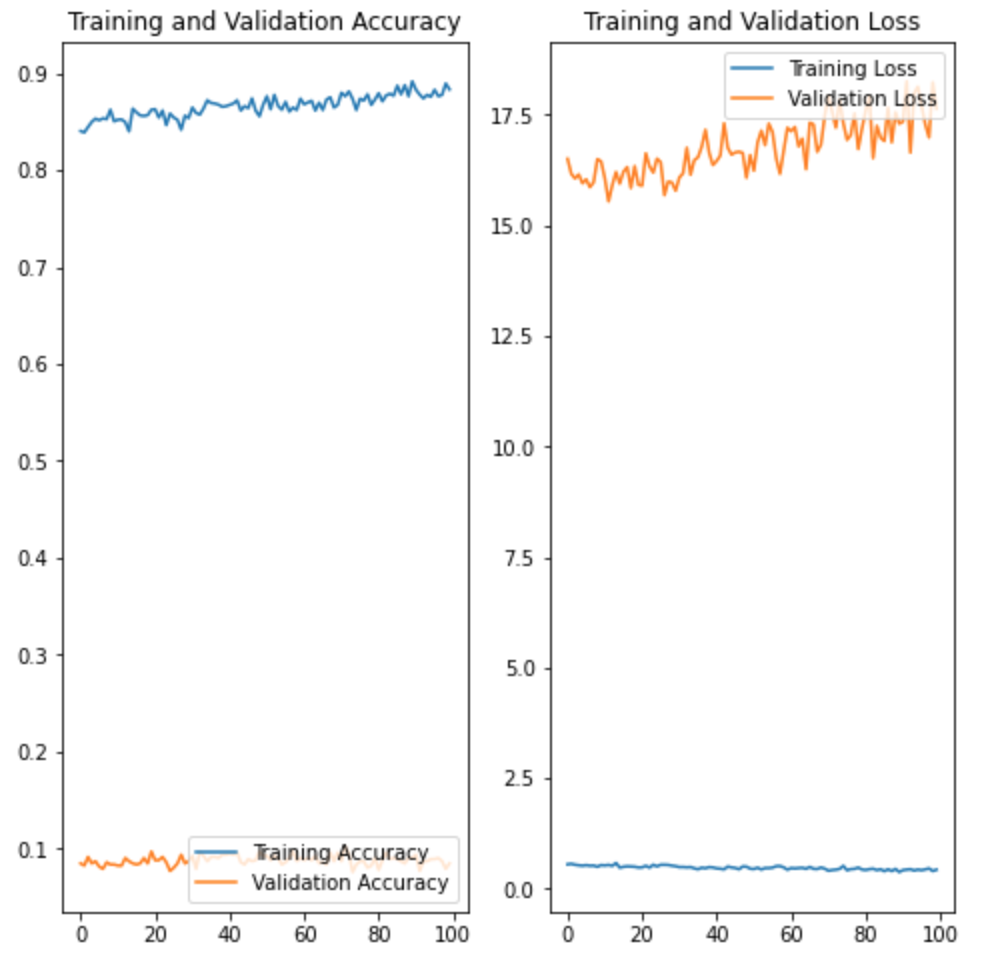 Training and Validation Accuracy
0.9
0.8
0.7
0.6
0.5
0.4
0.3
0.2
0.1
Training Accuracy
Validation Accuracy
0 20 40 60 80 100
Training and Validation Loss
Training Loss
Validation Loss
17.5
15.0
12.5
10.0
7.5
5.0
2.5
0.0
0 20 40 60 80 100